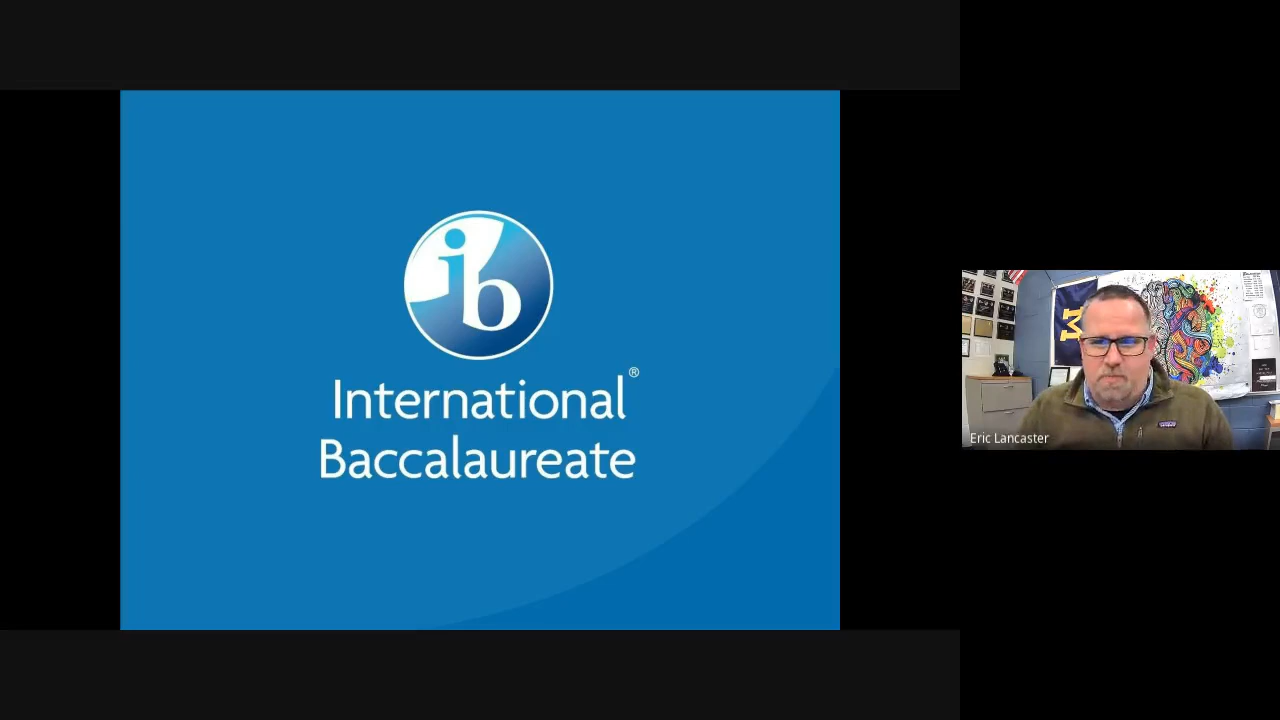 ib
International®
Baccalaureate
M
Eric Lancaster